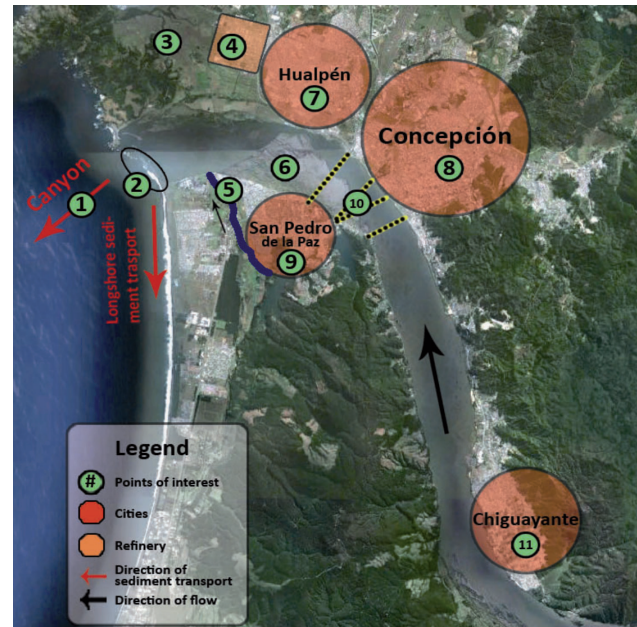 3
4
Hualpén
7
Concepción
8
6
10
5
2
Canyon
1
Longshore sedi-
ment trasport
San Pedro
de la Paz
9
Legend
# Points of interest
Cities
Refinery
Direction of
sediment transport
Direction of flow
Chiguayante
11